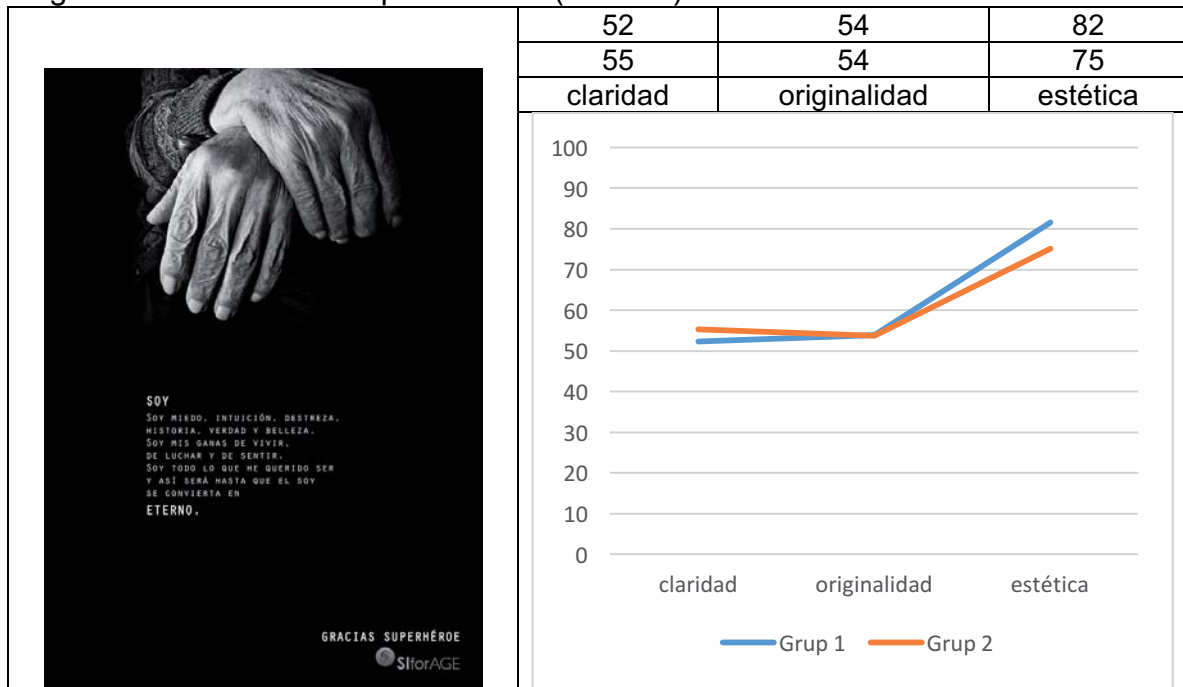 52 54 82
55 54 75
claridad originalidad estética
SOY
SOY MIEDO, INTUICIÓN, DESTREZA,
HISTORIA, VERDAD Y BELLEZA.
SOY MIS GANAS DE VIVIR,
DE LUCHAR Y DE SENTIR.
SOY TODO LO QUE HE QUERIDO SER
Y ASÍ SERÁ HASTA QUE EL SOY
SE CONVIERTA EN
ETERNO.
GRACIAS SUPERHÉROE
SIforAGE
100
90
80
70
60
50
40
30
20
10
0
claridad originalidad estética
Grup 1 Grup 2